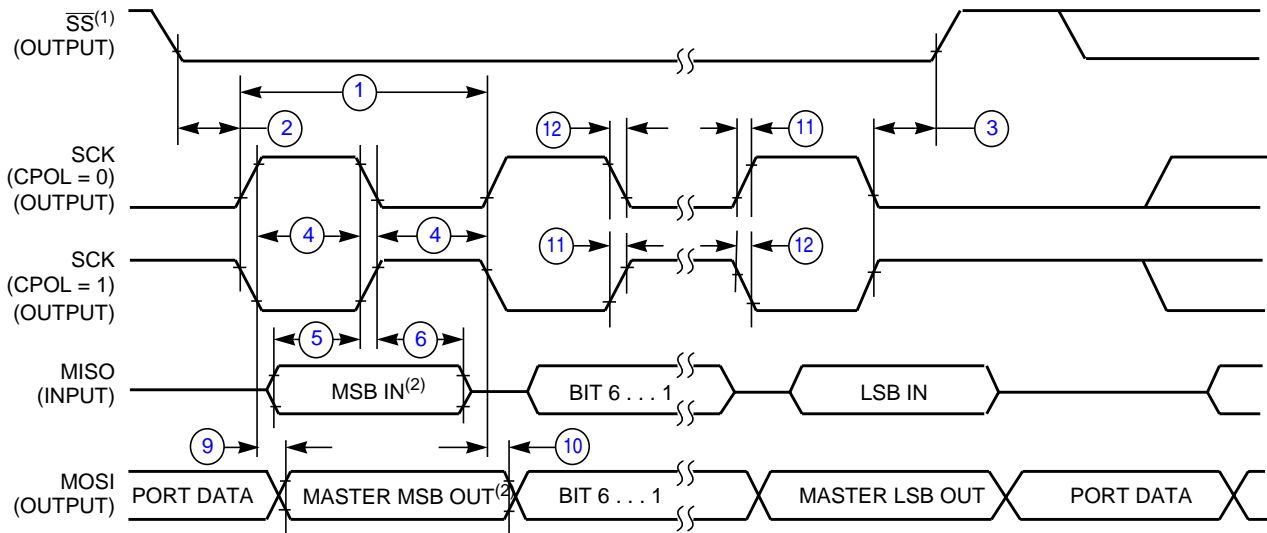 SS(1)
(OUTPUT)
1
2
12
11
3
SCK
(CPOL = 0)
(OUTPUT)
4
4
11
12
SCK
(CPOL = 1)
(OUTPUT)
5
6
MISO
(INPUT)
MSB IN(2)
BIT 6 . . . 1
LSB IN
9
10
MOSI
(OUTPUT)
PORT DATA
MASTER MSB OUT(2
BIT 6 . . . 1
MASTER LSB OUT
PORT DATA